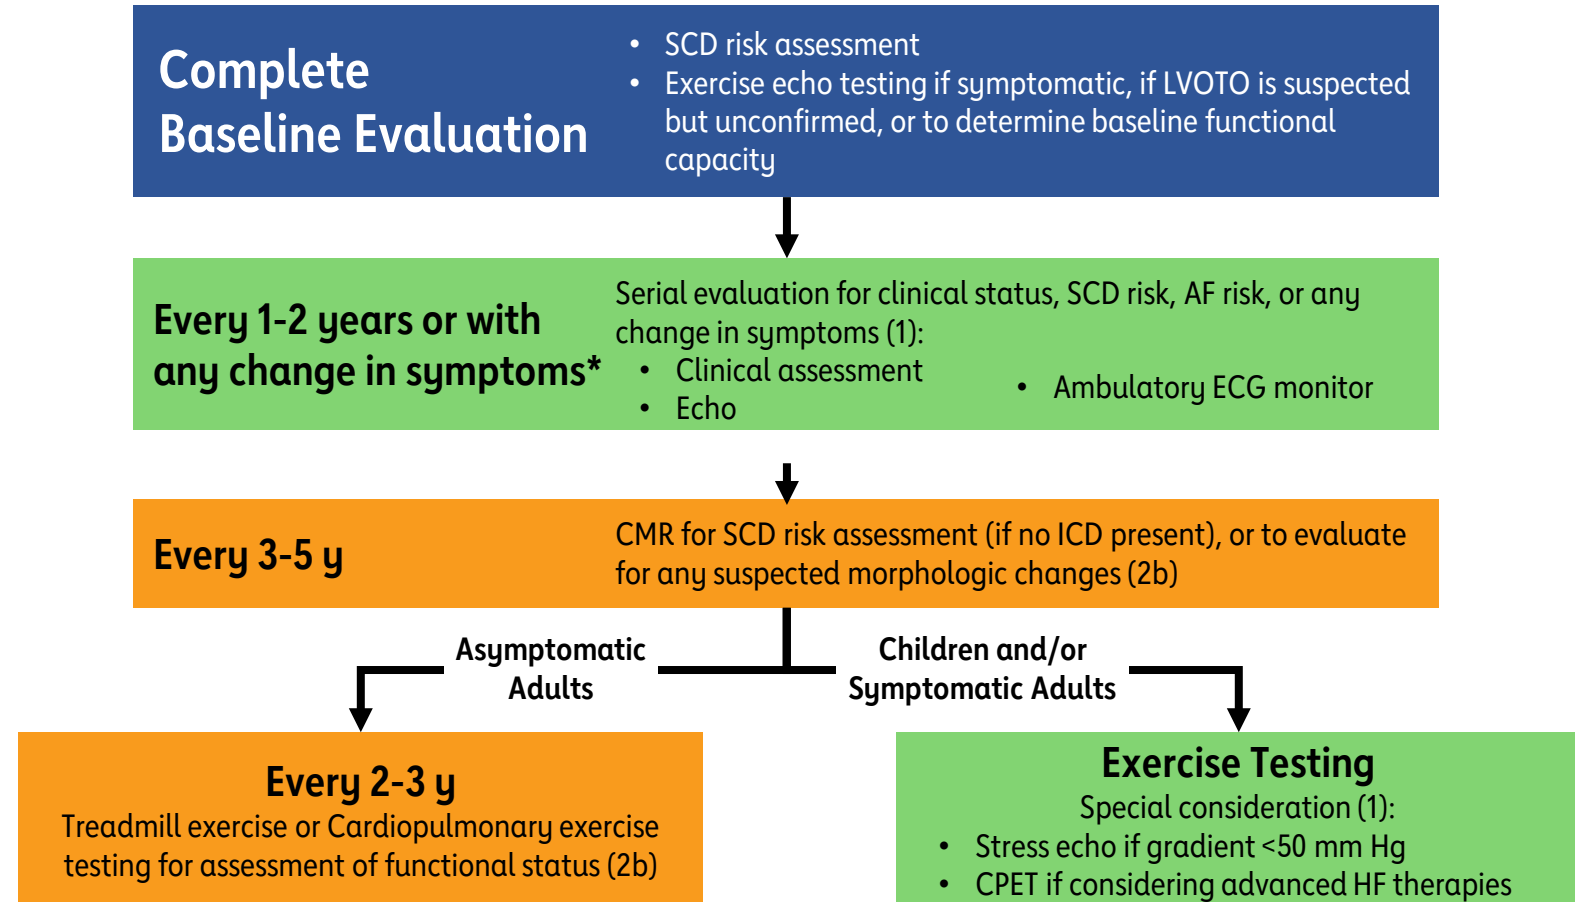 Complete
Baseline Evaluation
• SCD risk assessment
• Exercise echo testing if symptomatic, if LVOTO is suspected
but unconfirmed, or to determine baseline functional
capacity
Every 1-2 years or with
any change in symptoms*
Serial evaluation for clinical status, SCD risk, AF risk, or any
change in symptoms (1):
• Clinical assessment
• Echo
• Ambulatory ECG monitor
Every 3-5 y
CMR for SCD risk assessment (if no ICD present), or to evaluate
for any suspected morphologic changes (2b)
Asymptomatic
Adults
Children and/or
Symptomatic Adults
Every 2-3 y
Treadmill exercise or Cardiopulmonary exercise
testing for assessment of functional status (2b)
Exercise Testing
Special consideration (1):
• Stress echo if gradient <50 mm Hg
• CPET if considering advanced HF therapies